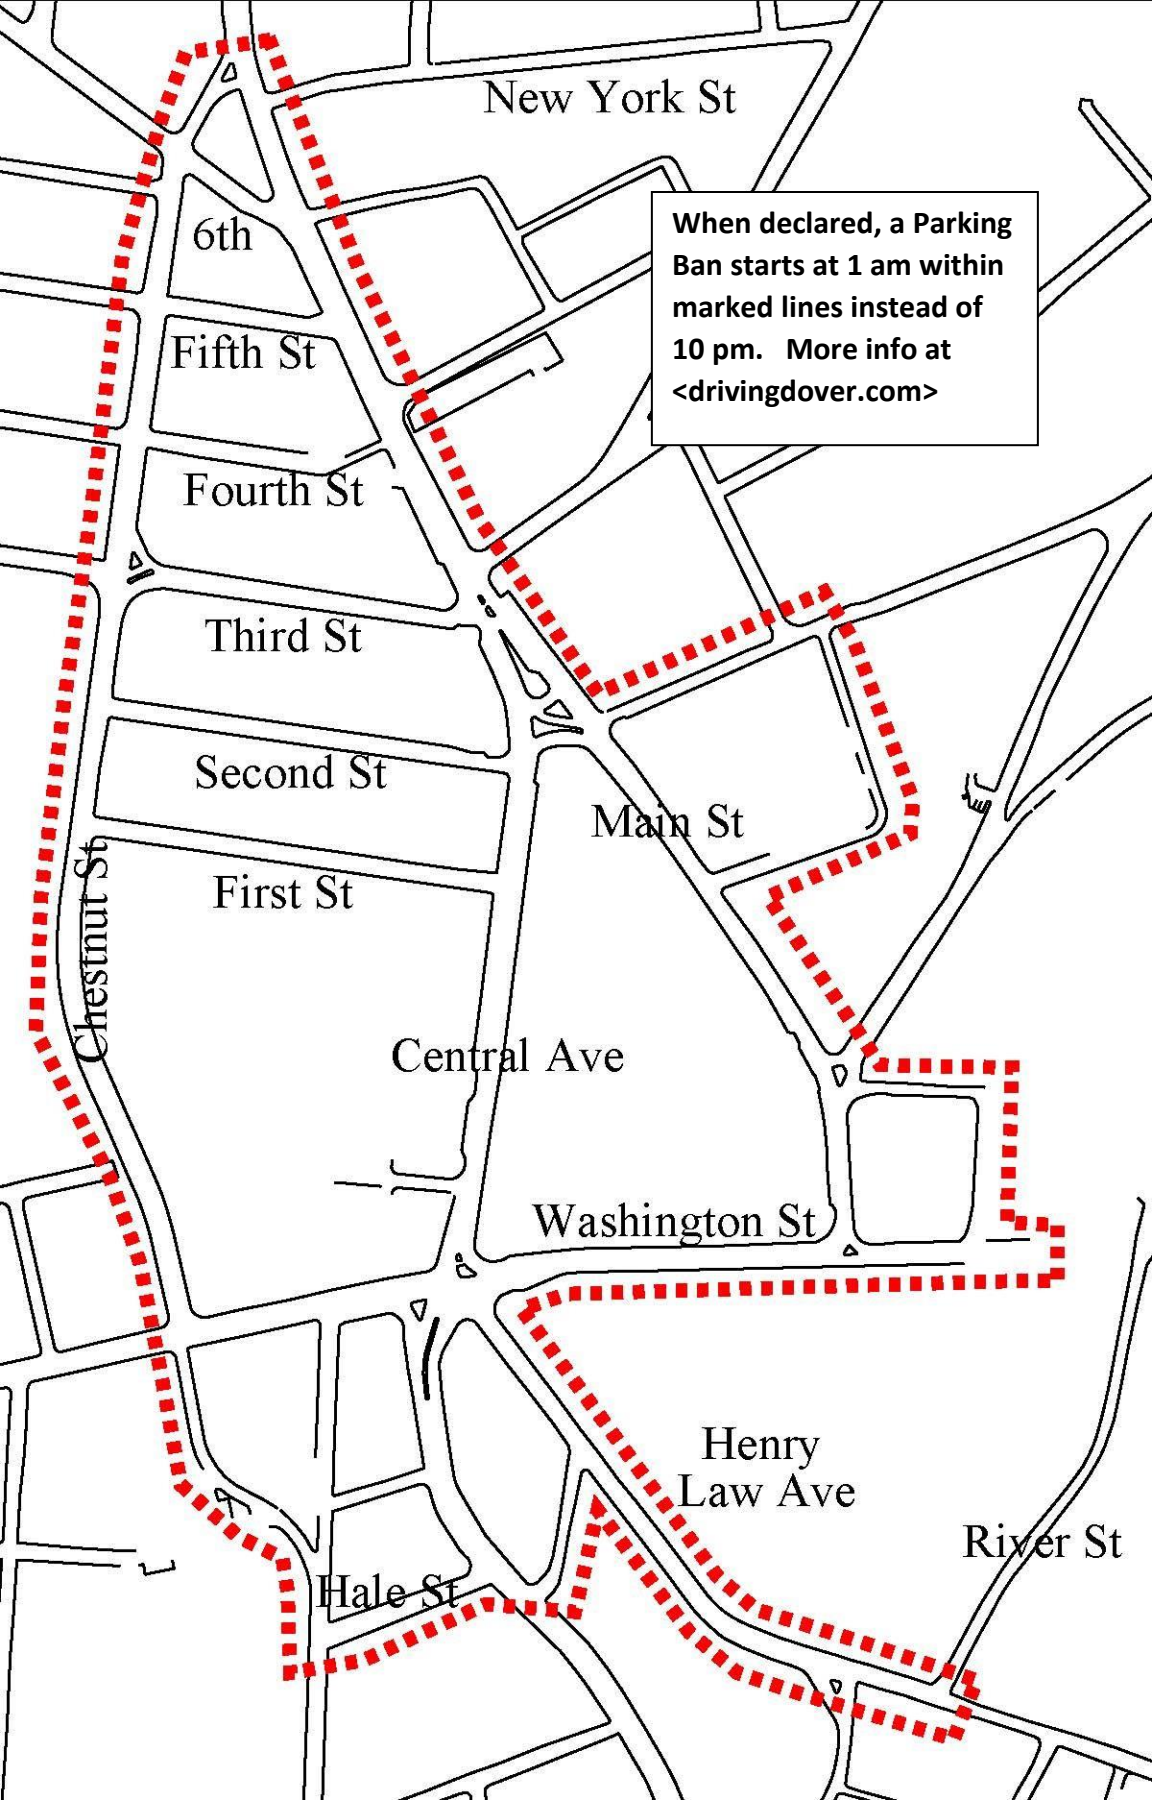 New York St
When declared, a Parking
Ban starts at 1 am within
marked lines instead of
10 pm.   More info at
<drivingdover.com>
6th
Fifth St
Fourth St
Third St
Second St
Main St
First St
Chestnut St
Central Ave
Washington St
Henry
Law Ave
River St
Hale St